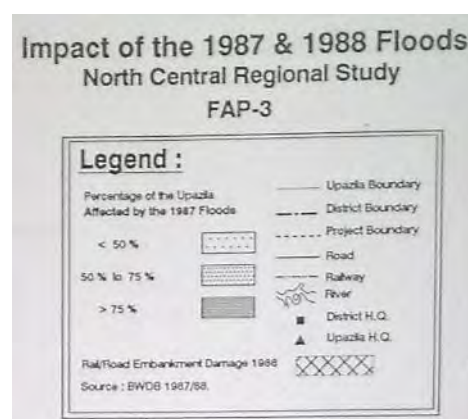 Impact of the 1987 & 1988 Floods
North Central Regional Study
FAP-3
Legend :
Percentage of the Upazila
Affected by the 1987 Floods
< 50 %
50 % to 75 %
> 75 %
Upazila Boundary
District Boundary
Project Boundary
Road
Railway
River
District H.Q.
Upazila H.Q.
Rail/Road Embankment Damage 1988
Source : BWDB 1987/88.